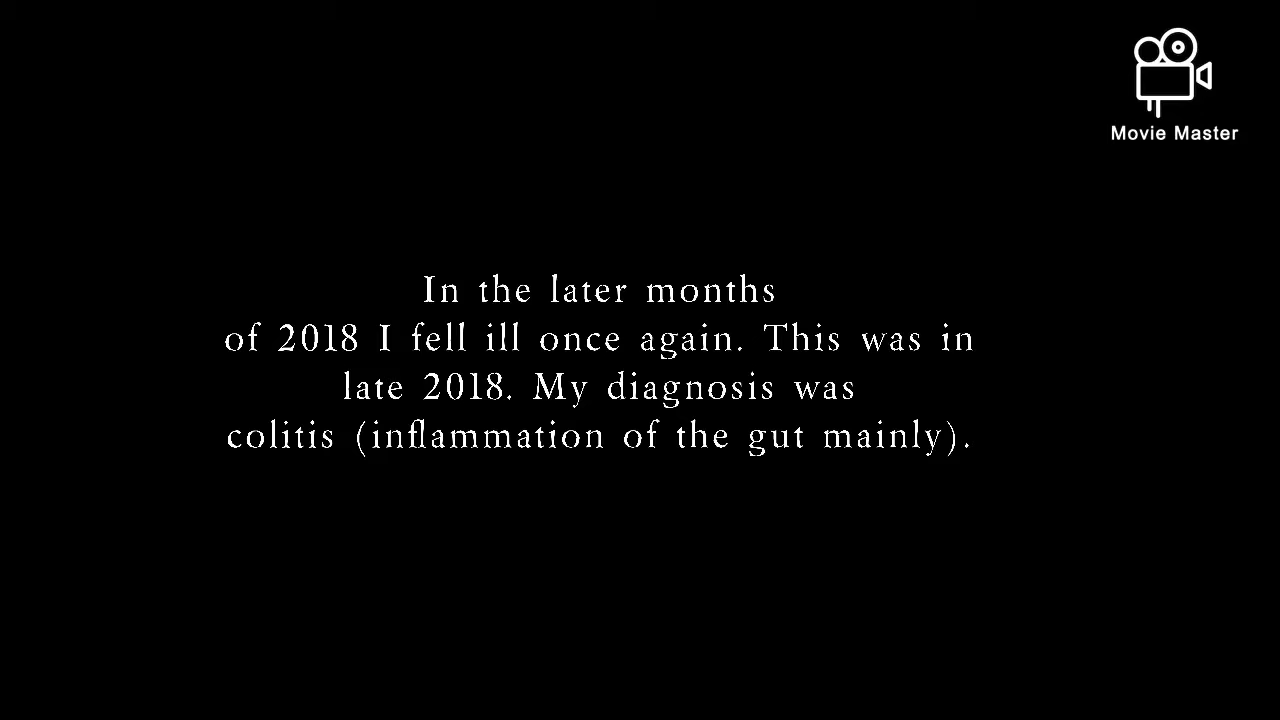 Movie Master
In the later months
of 2018 I fell ill once again. This was in
late 2018. My diagnosis was
colitis (inflammation of the gut mainly).